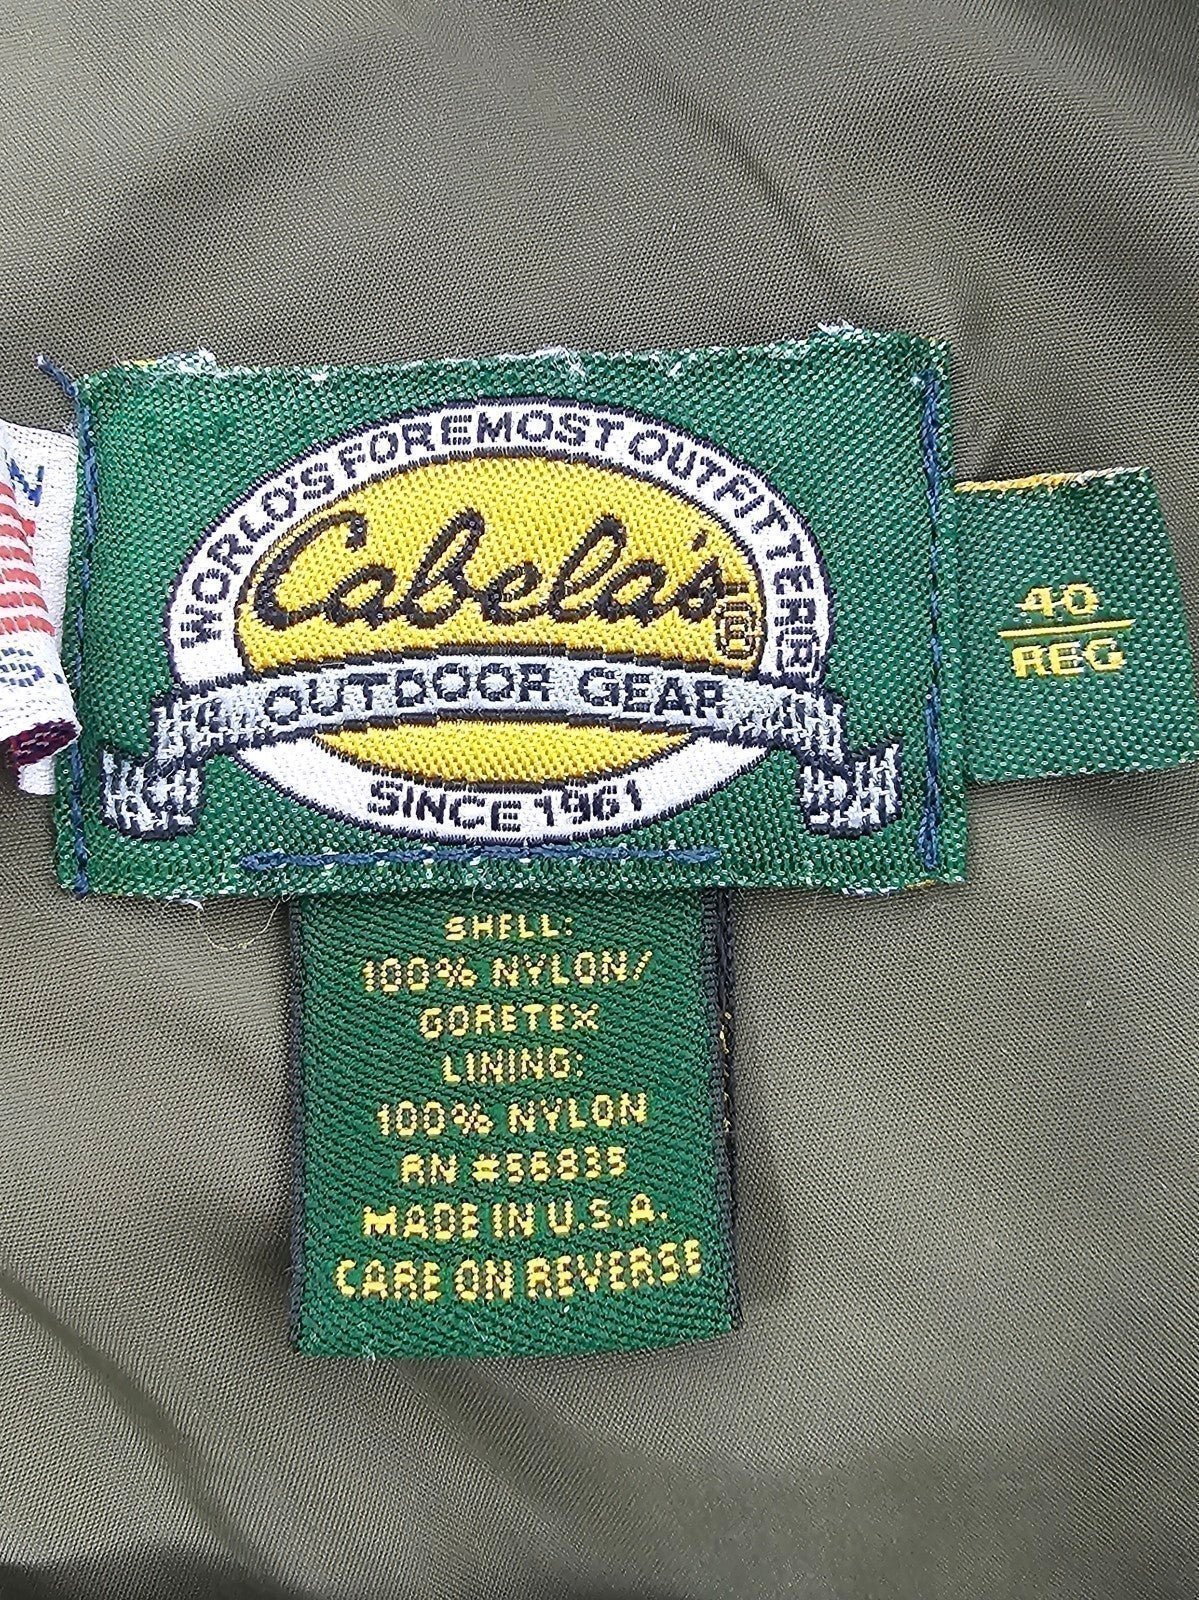 WORLD'S FOREMOST OUTFITTER®
Cabela's®
OUTDOOR GEAR
SINCE 1961
40
REG
SHELL:
100% NYLON/
GORETEX
LINING:
100% NYLON
RN #56835
MADE IN U.S.A.
CARE ON REVERSE